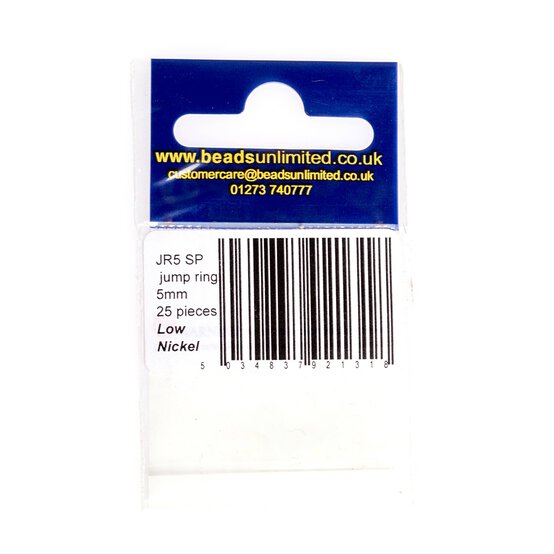 www.beadsunlimited.co.uk
customercare@beadsunlimited.co.uk
01273 740777
JR5 SP
jump ring
5mm
25 pieces
Low
Nickel
5 034837 921318